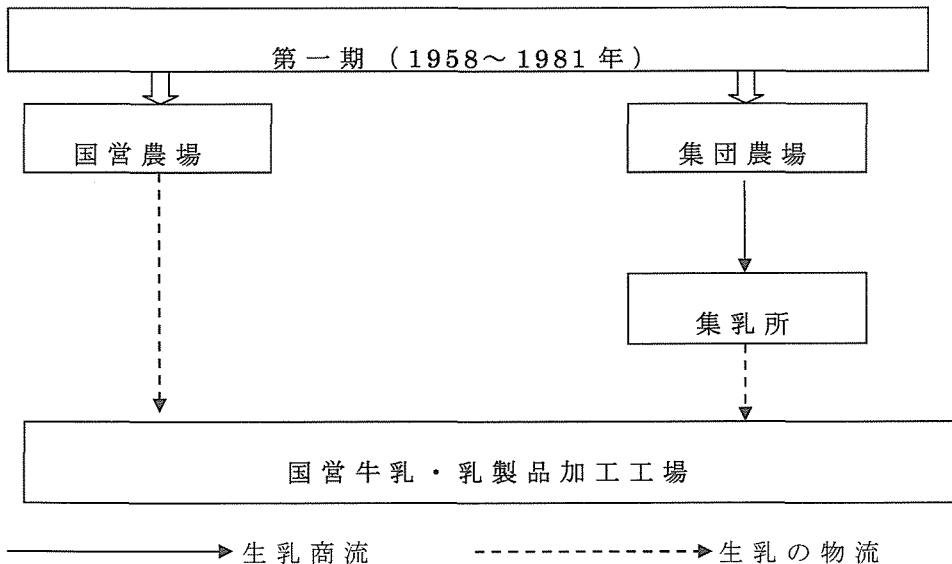 第一期（1958～1981年）
国営農場
集団農場
集乳所
国営牛乳・乳製品加工工場
生乳商流
生乳の物流